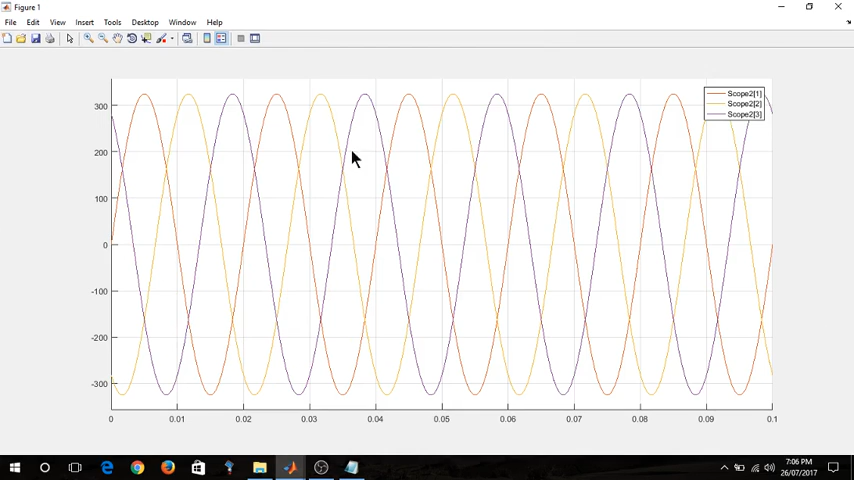 Figure 1
File Edit View Insert Tools Desktop Window Help
Scope2[1]
Scope2[2]
Scope2[3]
300
200
100
0
-100
-200
-300
0 0.01 0.02 0.03 0.04 0.05 0.06 0.07 0.08 0.09 0.1
7:06 PM
26/07/2017